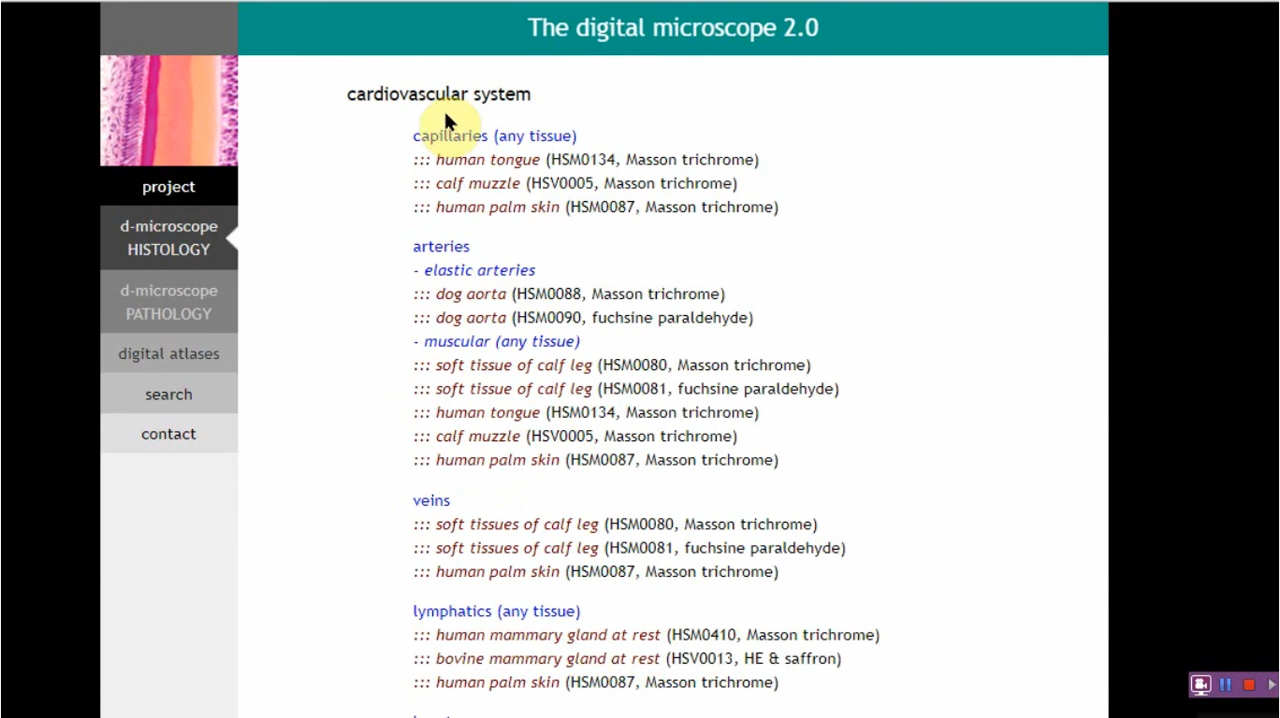 The digital microscope 2.0
project
d-microscope
HISTOLOGY
d-microscope
PATHOLOGY
digital atlases
search
contact
cardiovascular system
capillaries (any tissue)
::: human tongue (HSM0134, Masson trichrome)
::: calf muzzle (HSV0005, Masson trichrome)
::: human palm skin (HSM0087, Masson trichrome)
arteries
- elastic arteries
::: dog aorta (HSM0088, Masson trichrome)
::: dog aorta (HSM0090, fuchsine paraldehyde)
- muscular (any tissue)
::: soft tissue of calf leg (HSM0080, Masson trichrome)
::: soft tissue of calf leg (HSM0081, fuchsine paraldehyde)
::: human tongue (HSM0134, Masson trichrome)
::: calf muzzle (HSV0005, Masson trichrome)
::: human palm skin (HSM0087, Masson trichrome)
veins
::: soft tissues of calf leg (HSM0080, Masson trichrome)
::: soft tissues of calf leg (HSM0081, fuchsine paraldehyde)
::: human palm skin (HSM0087, Masson trichrome)
lymphatics (any tissue)
::: human mammary gland at rest (HSM0410, Masson trichrome)
::: bovine mammary gland at rest (HSV0013, HE & saffron)
::: human palm skin (HSM0087, Masson trichrome)